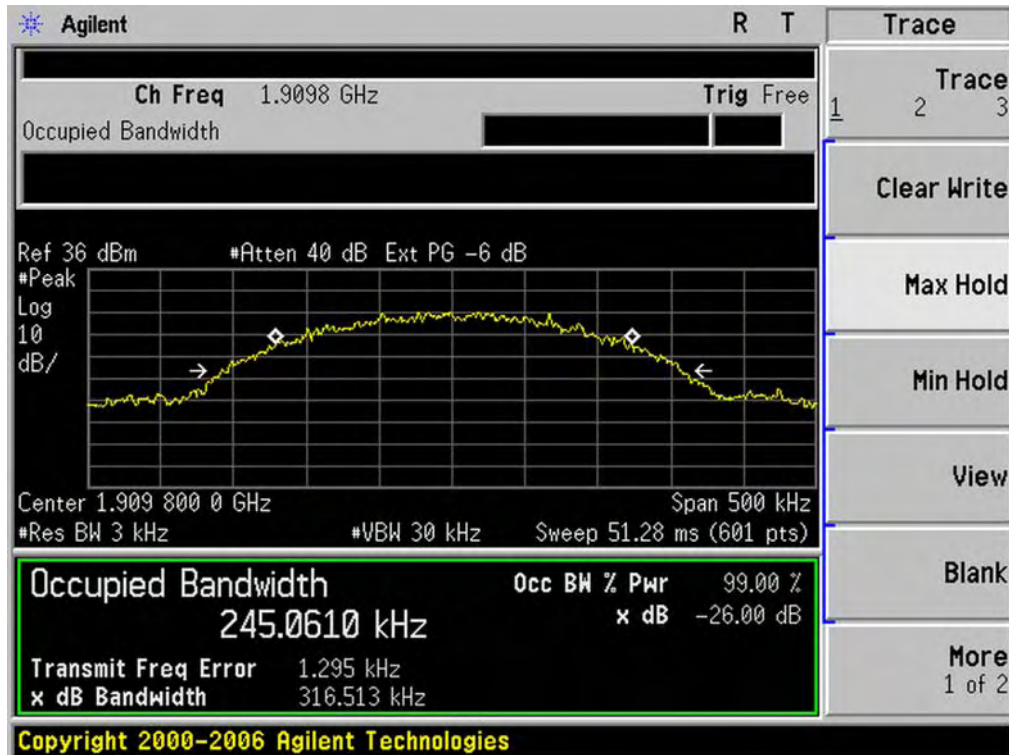 Agilent R T
Trace
Ch Freq 1.9098 GHz Trig Free
Occupied Bandwidth
Trace
1 2 3
Clear Write
Max Hold
Min Hold
View
Blank
More
1 of 2
Ref 36 dBm #Atten 40 dB Ext PG -6 dB
#Peak
Log
10
dB/
Center 1.909 800 0 GHz Span 500 kHz
#Res BW 3 kHz #VBW 30 kHz Sweep 51.28 ms (601 pts)
Occupied Bandwidth
245.0610 kHz
Occ BW % Pwr 99.00 %
x dB -26.00 dB
Transmit Freq Error 1.295 kHz
x dB Bandwidth 316.513 kHz
Copyright 2000-2006 Agilent Technologies